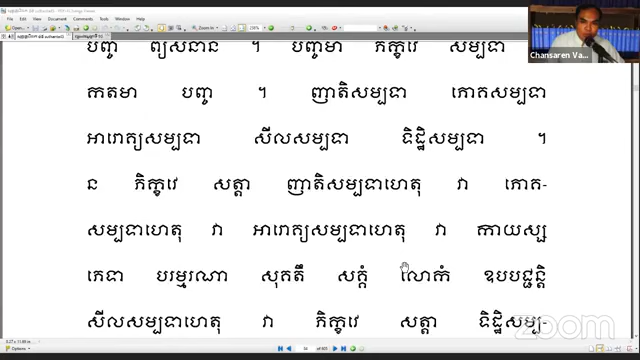 Chansaren Va...
បញ្ច ព្យសនានិ ។ បញ្ចិមា ភិក្ខវេ សម្បទា
កតមា បញ្ច ។ ញាតិសម្បទា ភោគសម្បទា
អារោគ្យសម្បទា សីលសម្បទា ទិដ្ឋិសម្បទា ។
ន ភិក្ខវេ សត្តា ញាតិសម្បទាហេតុ វា ភោគ-
សម្បទាហេតុ វា អារោគ្យសម្បទាហេតុ វា កាយស្ស
ភេទា បរម្មរណា សុគតឹ សគ្គំ លោកំ ឧបបជ្ជន្តិ
សីលសម្បទាហេតុ វា ភិក្ខវេ សត្តា ទិដ្ឋិសម្ប-
zoom